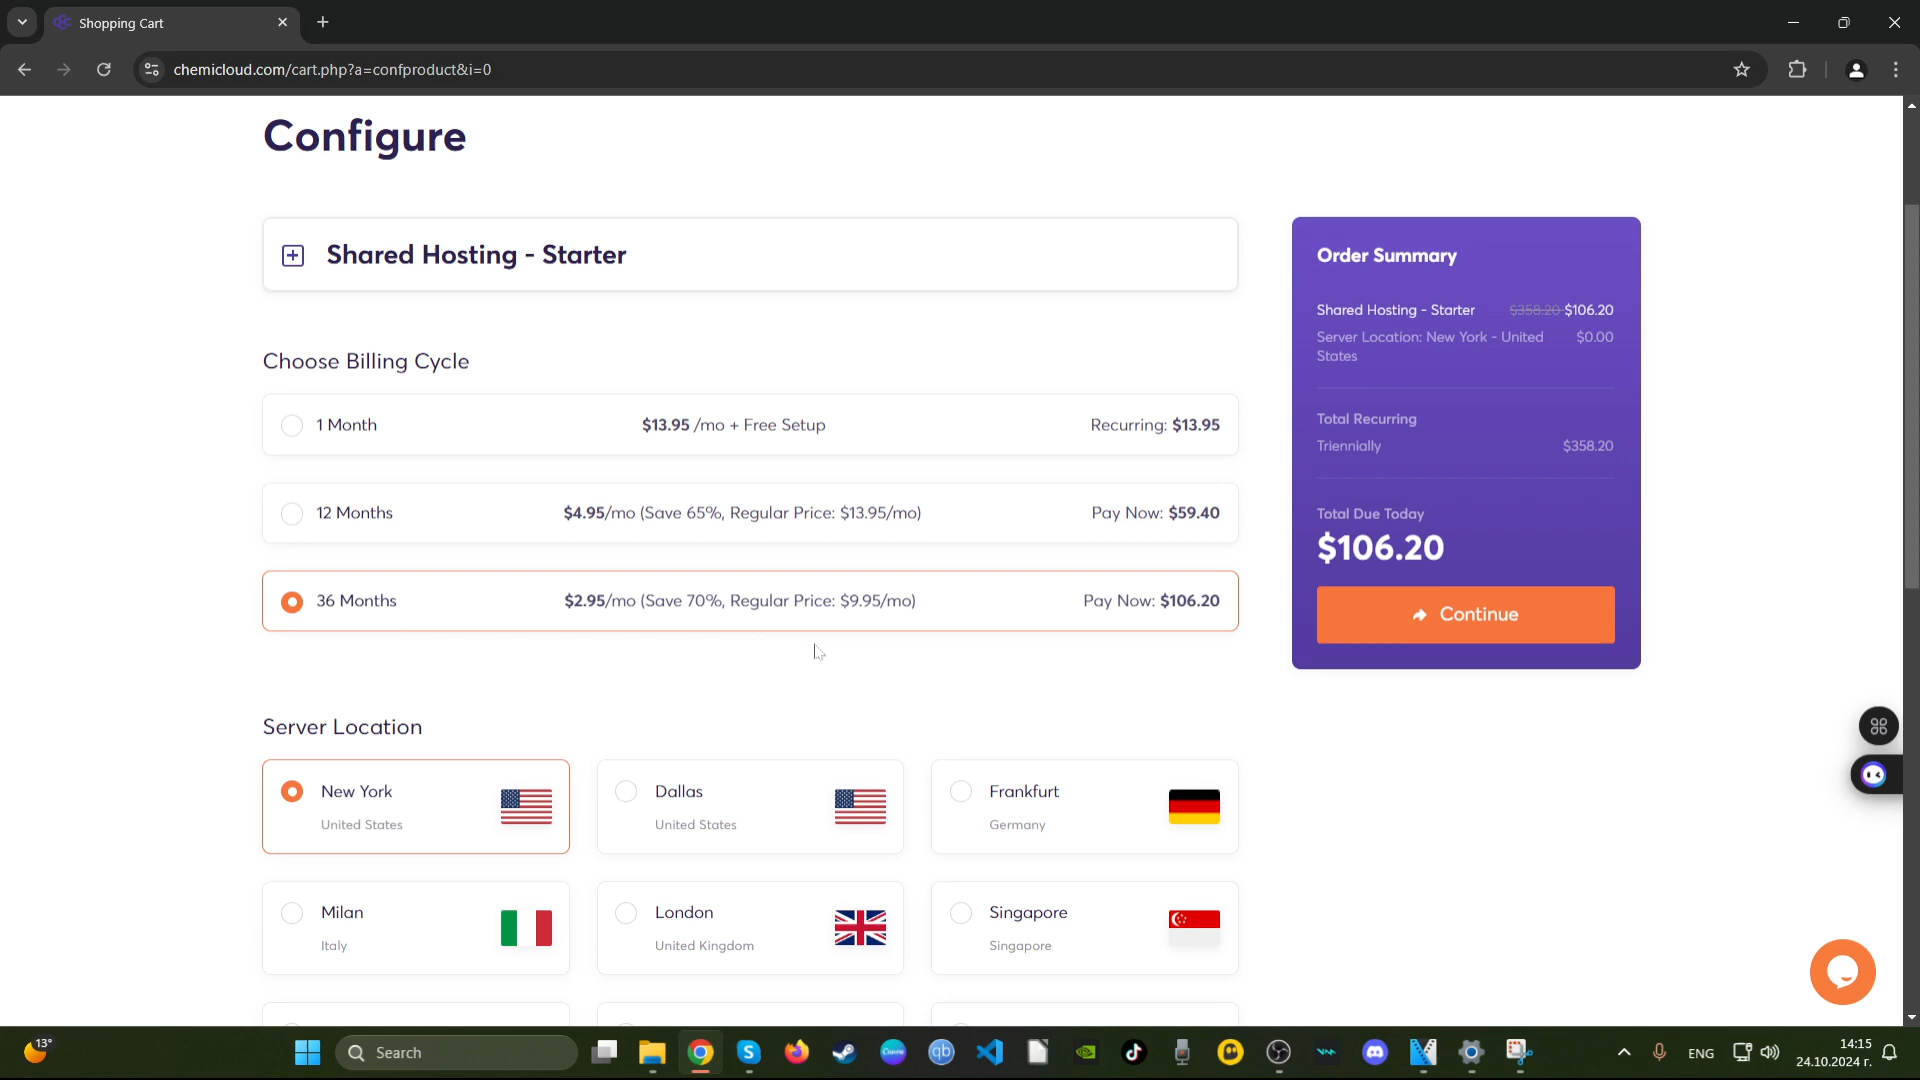 Shopping Cart
chemicloud.com/cart.php?a=confproduct&i=0
Configure
Shared Hosting - Starter
Choose Billing Cycle
1 Month $13.95 /mo + Free Setup Recurring: $13.95
12 Months $4.95/mo (Save 65%, Regular Price: $13.95/mo) Pay Now: $59.40
36 Months $2.95/mo (Save 70%, Regular Price: $9.95/mo) Pay Now: $106.20
Server Location
New York
United States
Dallas
United States
Frankfurt
Germany
Milan
Italy
London
United Kingdom
Singapore
Singapore
Order Summary
Shared Hosting - Starter $358.20 $106.20
Server Location: New York - United $0.00
States
Total Recurring
Triennially $358.20
Total Due Today
$106.20
Continue
13°
Search
Canva
qb
ENG
14:15
24.10.2024 г.